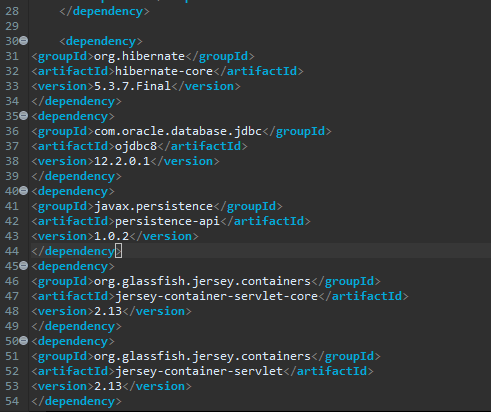 28 </dependency>
29
30 <dependency>
31 <groupId>org.hibernate</groupId>
32 <artifactId>hibernate-core</artifactId>
33 <version>5.3.7.Final</version>
34 </dependency>
35 <dependency>
36 <groupId>com.oracle.database.jdbc</groupId>
37 <artifactId>ojdbc8</artifactId>
38 <version>12.2.0.1</version>
39 </dependency>
40 <dependency>
41 <groupId>javax.persistence</groupId>
42 <artifactId>persistence-api</artifactId>
43 <version>1.0.2</version>
44 </dependency>
45 <dependency>
46 <groupId>org.glassfish.jersey.containers</groupId>
47 <artifactId>jersey-container-servlet-core</artifactId>
48 <version>2.13</version>
49 </dependency>
50 <dependency>
51 <groupId>org.glassfish.jersey.containers</groupId>
52 <artifactId>jersey-container-servlet</artifactId>
53 <version>2.13</version>
54 </dependency>